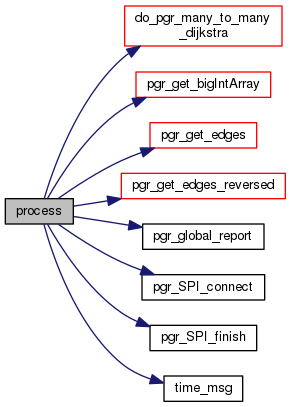 do_pgr_many_to_many
_dijkstra
pgr_get_bigIntArray
pgr_get_edges
process
pgr_get_edges_reversed
pgr_global_report
pgr_SPI_connect
pgr_SPI_finish
time_msg